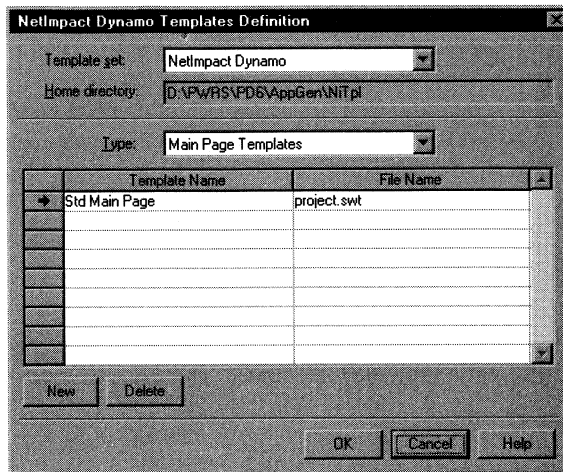 NetImpact Dynamo Templates Definition
Template set: NetImpact Dynamo
Home directory: D:\PWRS\PD6\AppGen\NiTpl
Type: Main Page Templates
Template Name File Name
Std Main Page project.swt
New Delete
OK Cancel Help